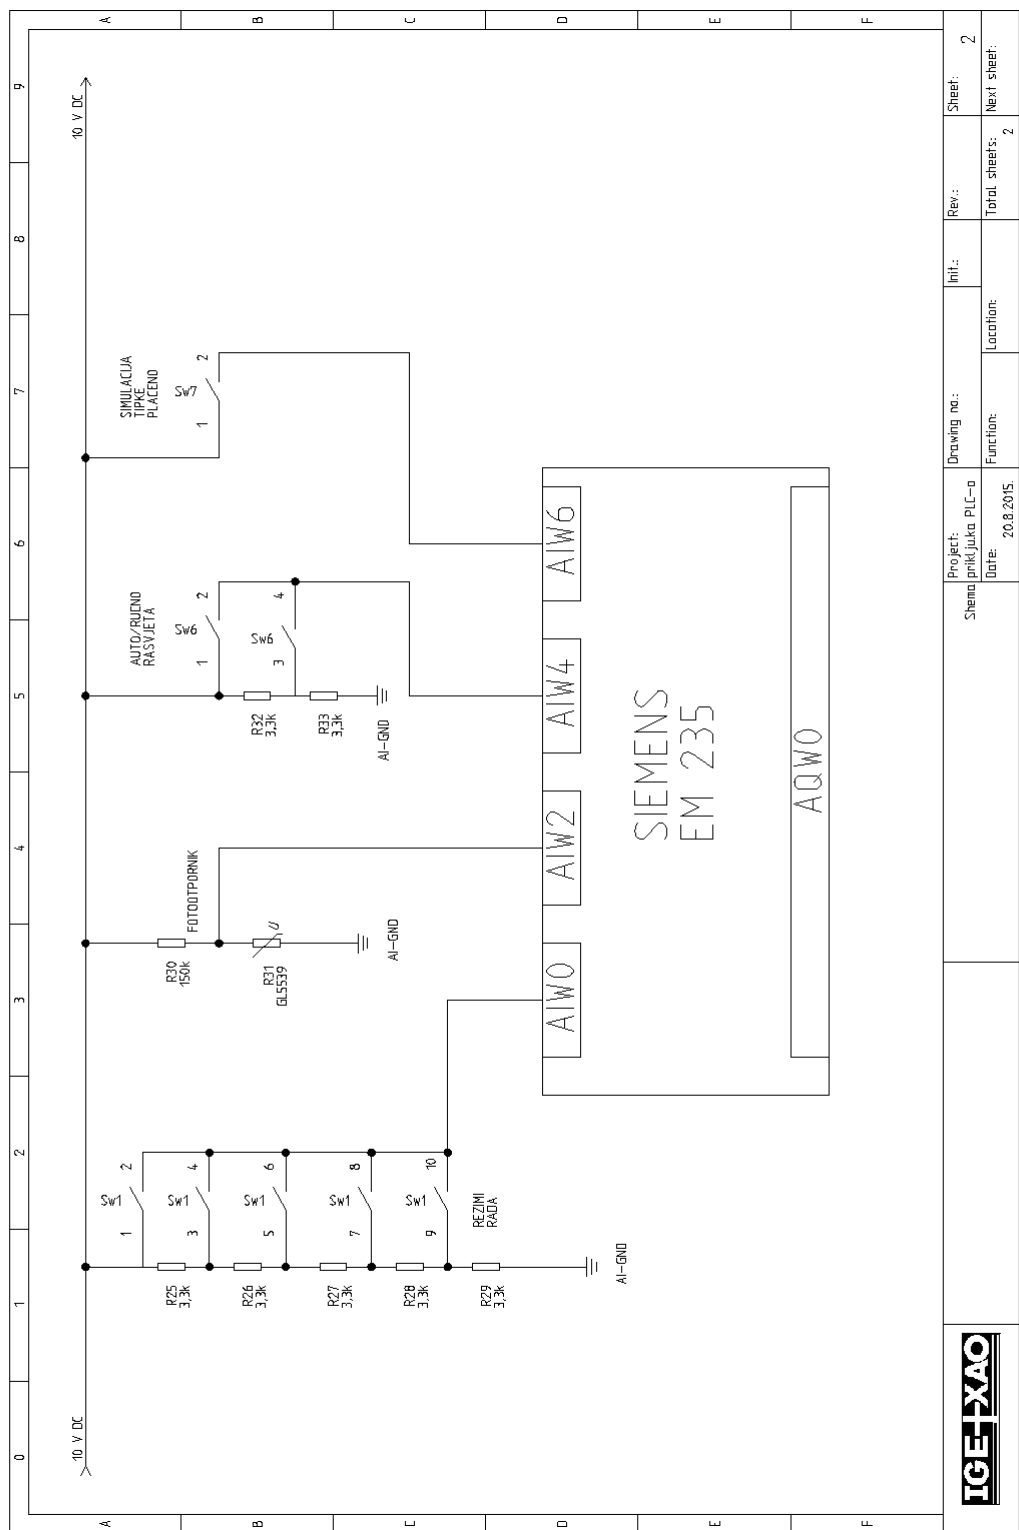 0 1 2 3 4 5 6 7 8 9
A
B
C
D
E
F
A
B
C
D
E
F
10 V DC
10 V DC
Sw1
1 2
Sw1
3 4
Sw1
5 6
Sw1
7 8
Sw1
9 10
R25
3,3k
R26
3,3k
R27
3,3k
R28
3,3k
R29
3,3k
REZIMI
RADA
AI-GND
R30
150k
FOTOOTPORNIK
R31
GL5539
U
AI-GND
AUTO/RUCNO
RASVJETA
Sw6
1 2
Sw6
3 4
R32
3,3k
R33
3,3k
AI-GND
SIMULACIJA
TIPKE
PLACENO
Sw7
1 2
AIW0
AIW2
AIW4
AIW6
SIEMENS
EM 235
AQW0
IGE+XAO
Project:
Shema prikljuka PLC-a
Date: 20.8.2015.
Drawing no.:
Function:
Location:
Init.:
Rev.:
Total sheets: 2
Sheet: 2
Next sheet: